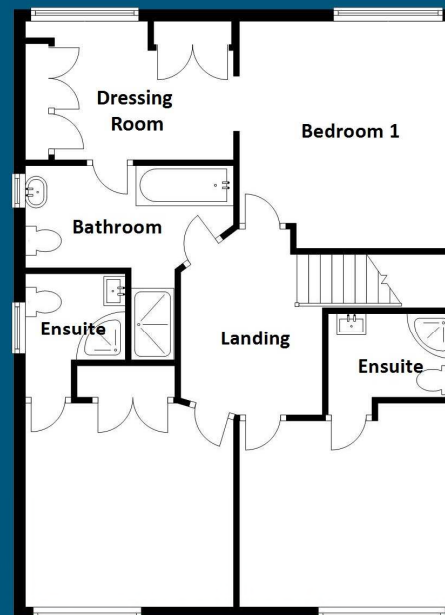 Dressing
Room
Bedroom 1
Bathroom
Ensuite
Landing
Ensuite